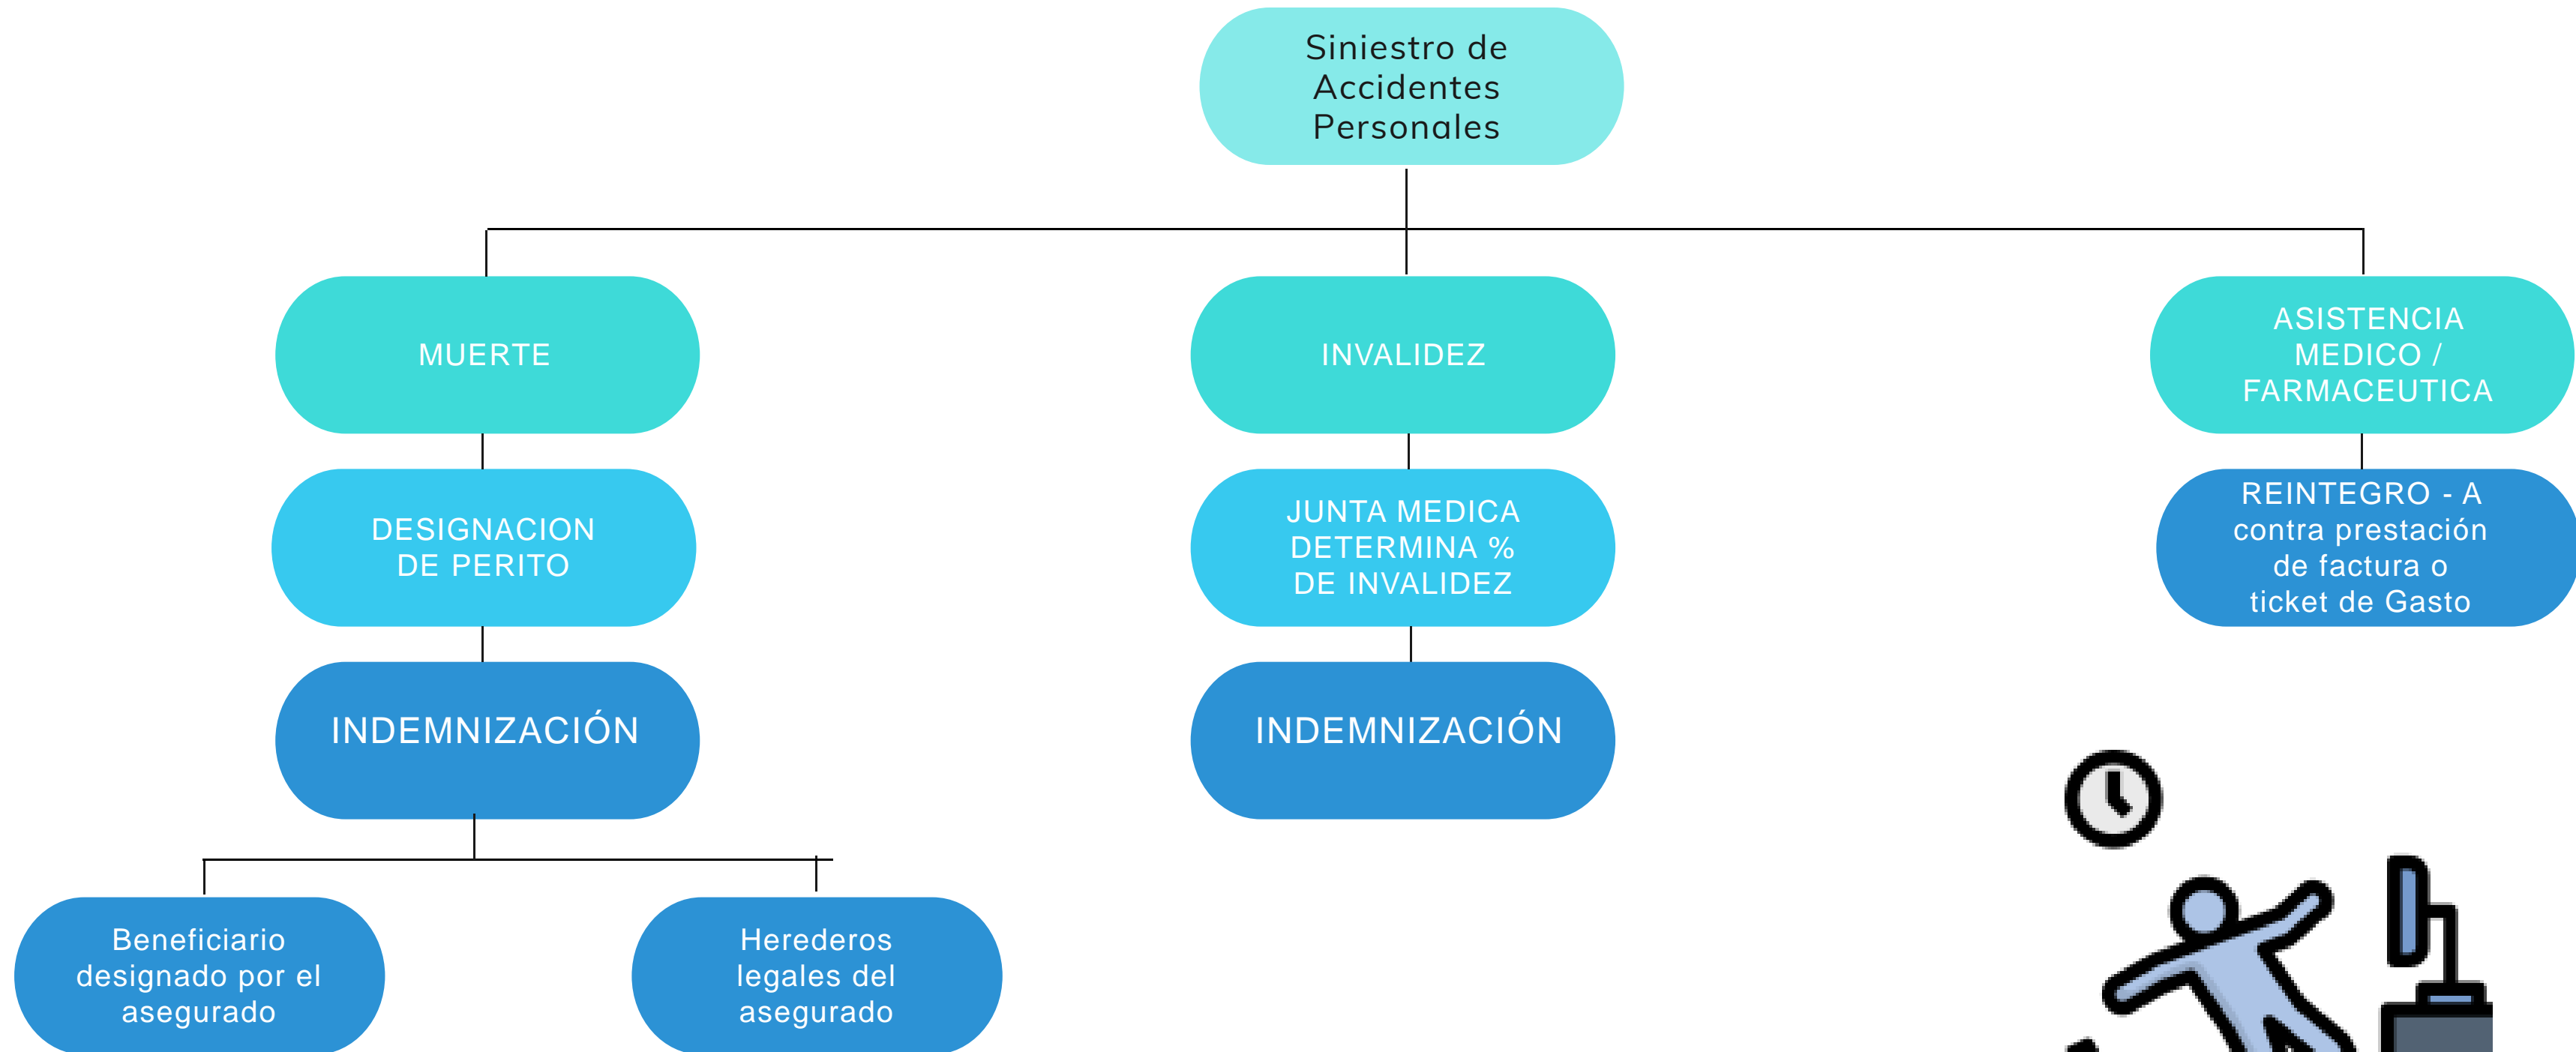 Siniestro de
Accidentes
Personales
MUERTE
INVALIDEZ
ASISTENCIA
MEDICO /
FARMACEUTICA
DESIGNACION
DE PERITO
JUNTA MEDICA
DETERMINA %
DE INVALIDEZ
REINTEGRO - A
contra prestación
de factura o
ticket de Gasto
INDEMNIZACIÓN
INDEMNIZACIÓN
Beneficiario
designado por el
asegurado
Herederos
legales del
asegurado